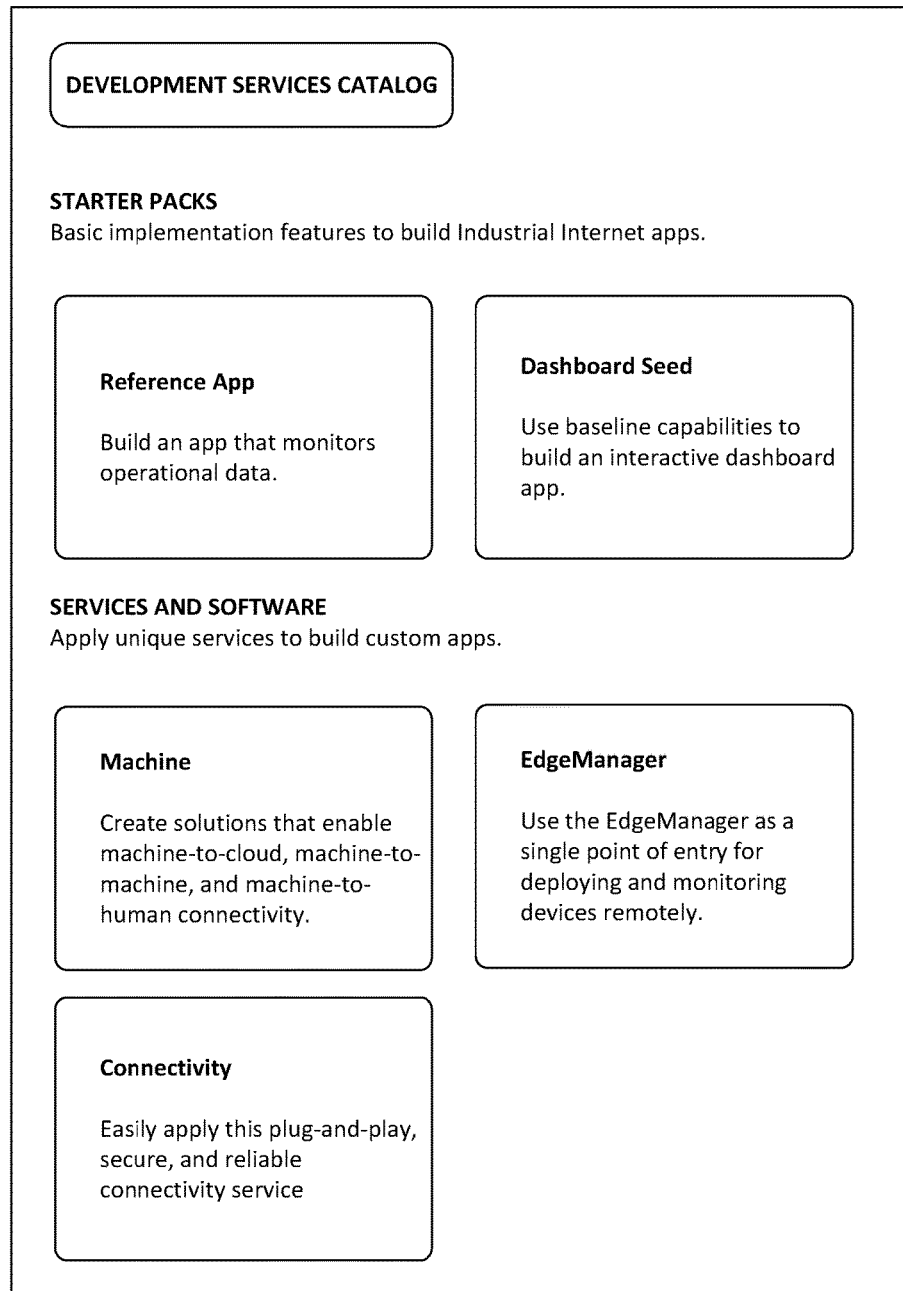 DEVELOPMENT SERVICES CATALOG
STARTER PACKS
Basic implementation features to build Industrial Internet apps.
Reference App
Build an app that monitors
operational data.
Dashboard Seed
Use baseline capabilities to
build an interactive dashboard
app.
SERVICES AND SOFTWARE
Apply unique services to build custom apps.
Machine
Create solutions that enable
machine-to-cloud, machine-to-
machine, and machine-to-
human connectivity.
EdgeManager
Use the EdgeManager as a
single point of entry for
deploying and monitoring
devices remotely.
Connectivity
Easily apply this plug-and-play,
secure, and reliable
connectivity service